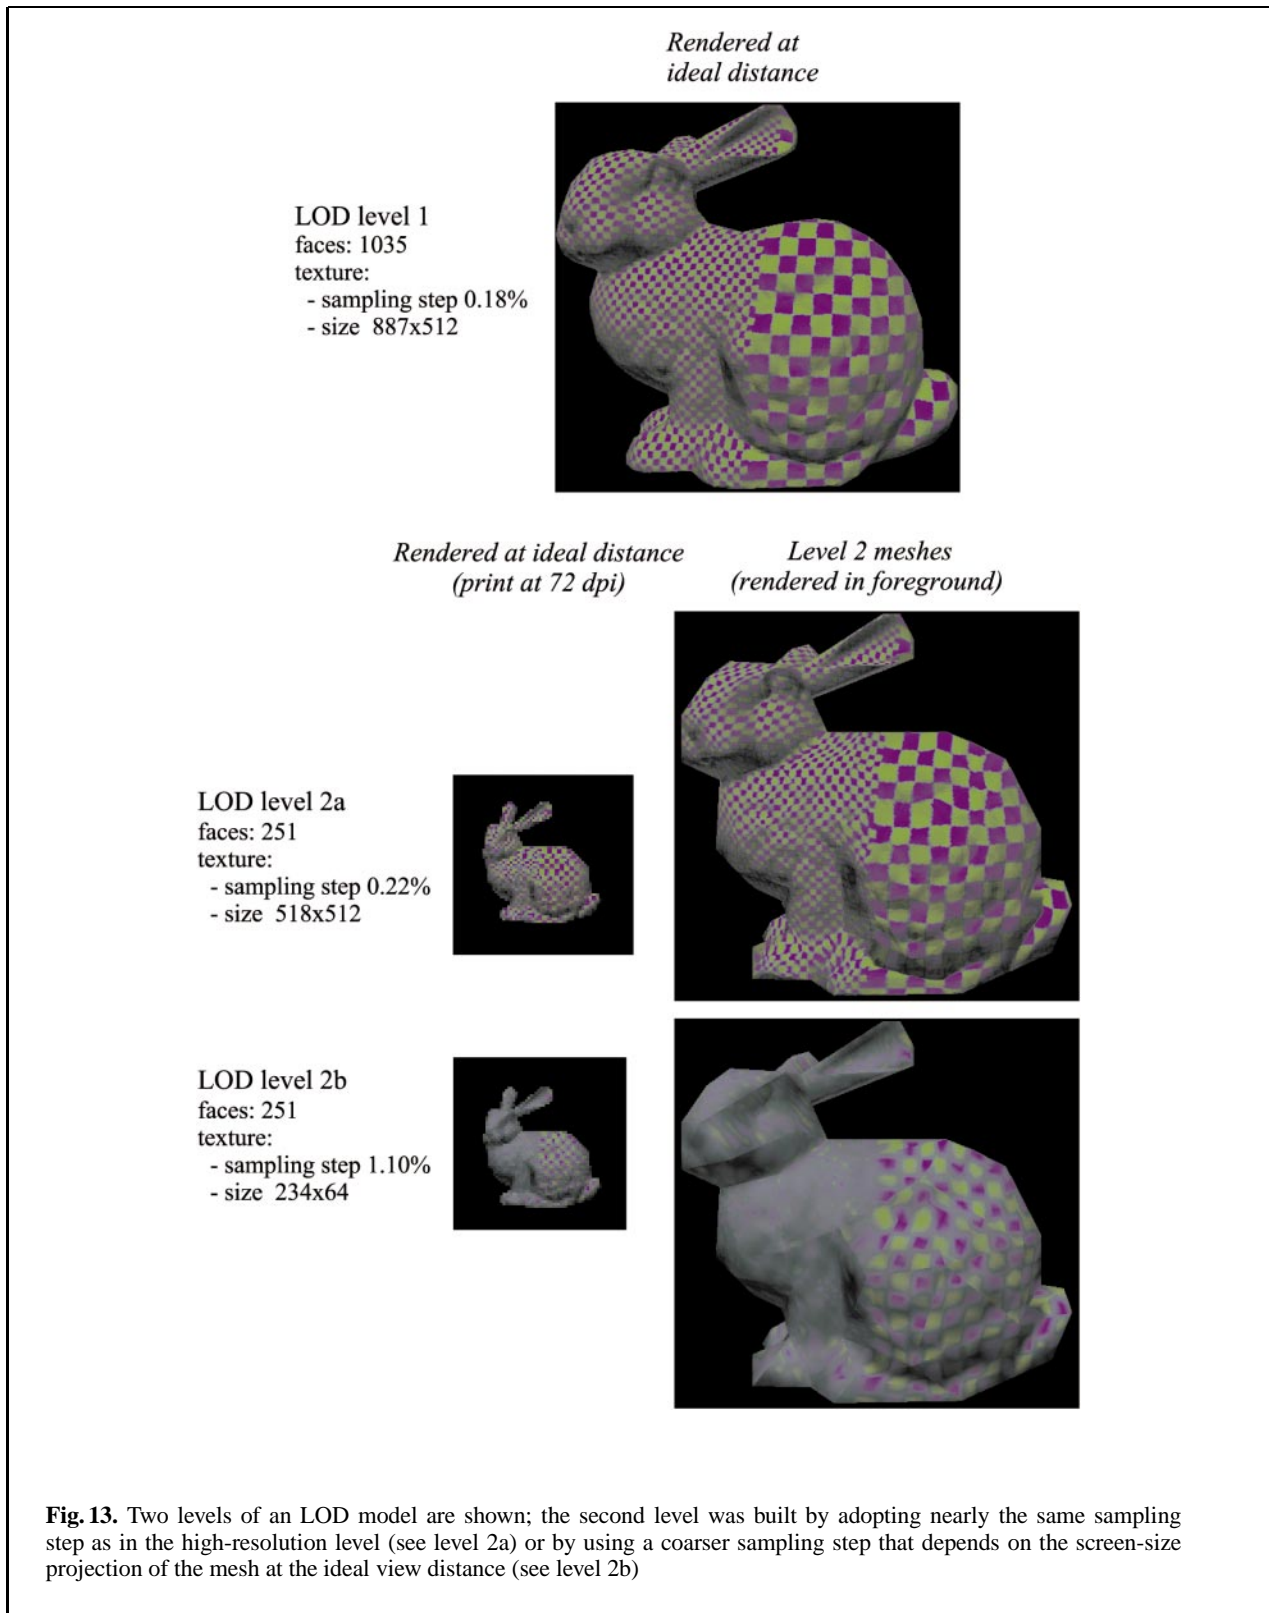 Rendered at
ideal distance
LOD level 1
faces: 1035
texture:
- sampling step 0.18%
- size 887x512
Rendered at ideal distance
(print at 72 dpi)
Level 2 meshes
(rendered in foreground)
LOD level 2a
faces: 251
texture:
- sampling step 0.22%
- size 518x512
LOD level 2b
faces: 251
texture:
- sampling step 1.10%
- size 234x64
Fig. 13. Two levels of an LOD model are shown; the second level was built by adopting nearly the same sampling
step as in the high-resolution level (see level 2a) or by using a coarser sampling step that depends on the screen-size
projection of the mesh at the ideal view distance (see level 2b)